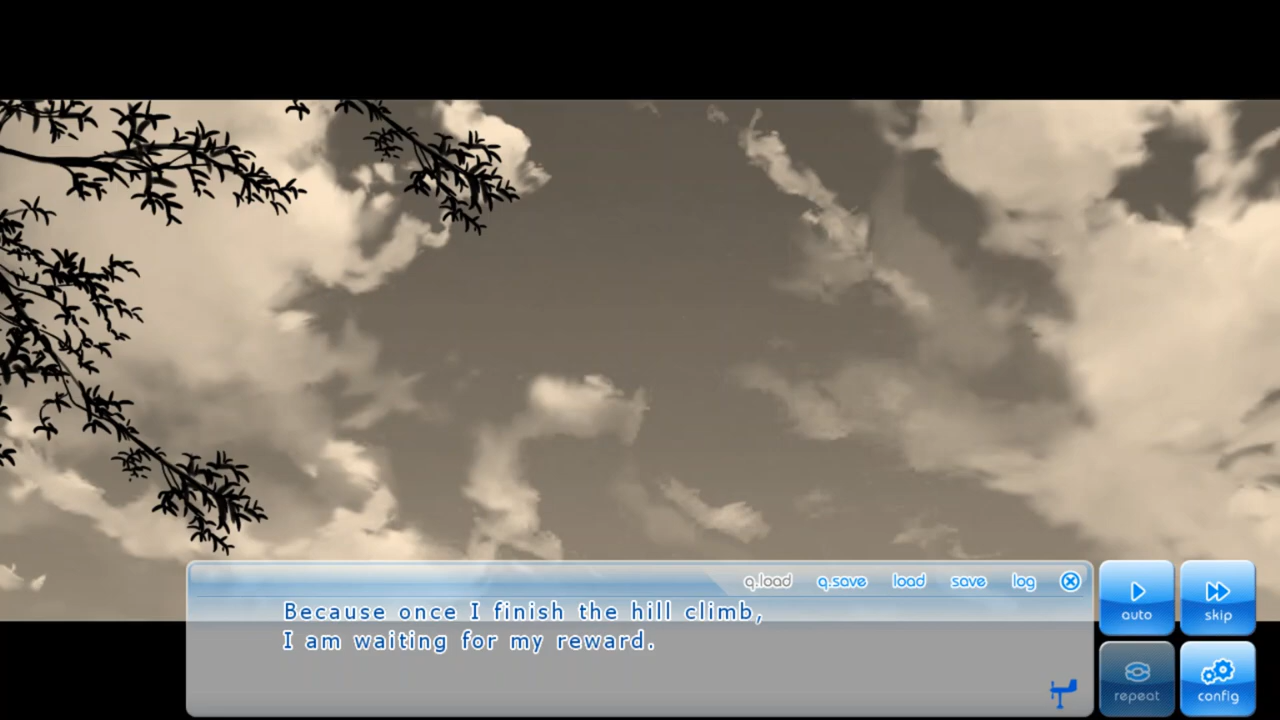 q.load q.save load save log
Because once I finish the hill climb,
I am waiting for my reward.
auto skip
repeat config